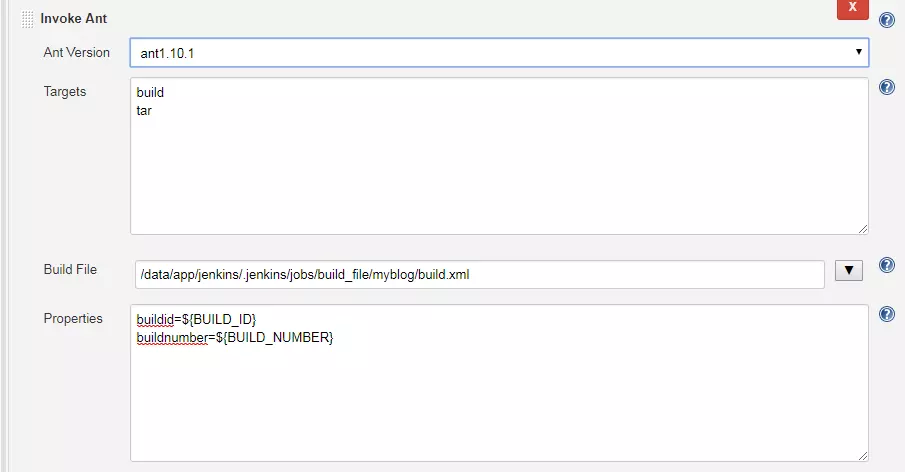 Invoke Ant
X
Ant Version
ant1.10.1
Targets
build
tar
Build File
/data/app/jenkins/.jenkins/jobs/build_file/myblog/build.xml
Properties
buildid=${BUILD_ID}
buildnumber=${BUILD_NUMBER}